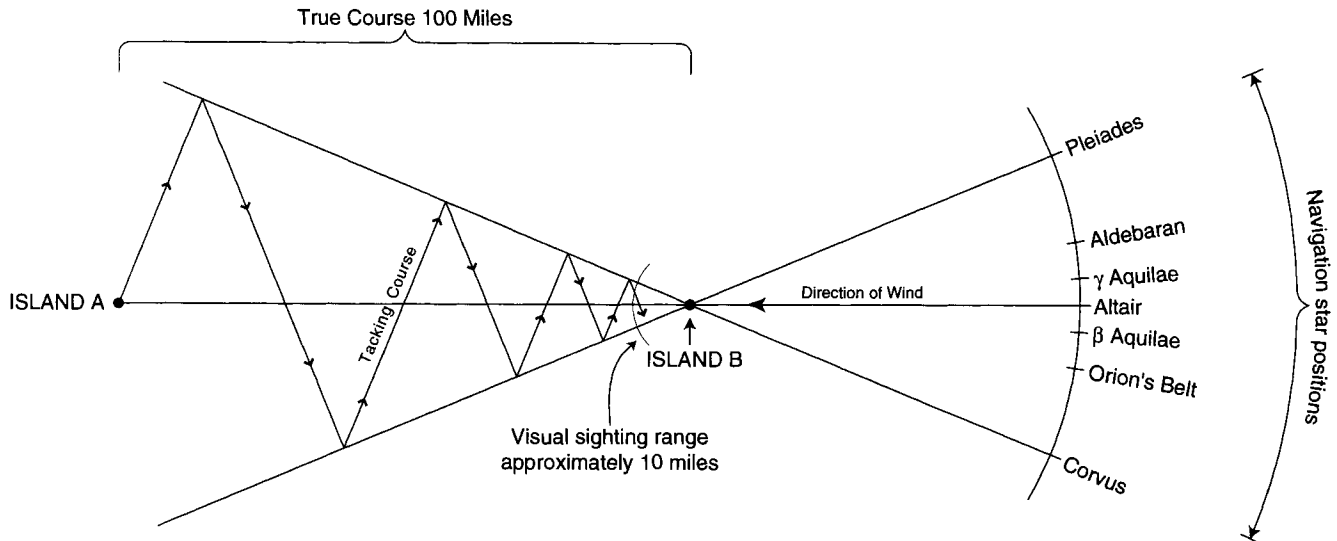 True Course 100 Miles
Pleiades
Aldebaran
γ Aquilae
Direction of Wind
Altair
β Aquilae
Orion's Belt
Corvus
Navigation star positions
ISLAND A
Tacking Course
ISLAND B
Visual sighting range
approximately 10 miles